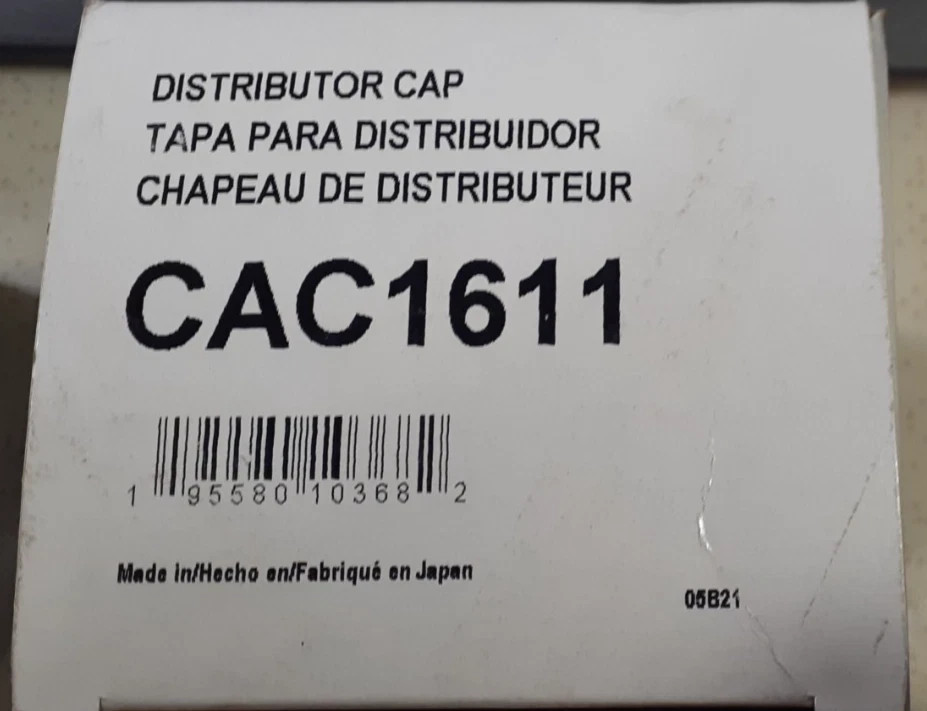 DISTRIBUTOR CAP
TAPA PARA DISTRIBUIDOR
CHAPEAU DE DISTRIBUTEUR
CAC1611
1 95580 10368 2
Made in/Hecho en/Fabriqué en Japan
05B21